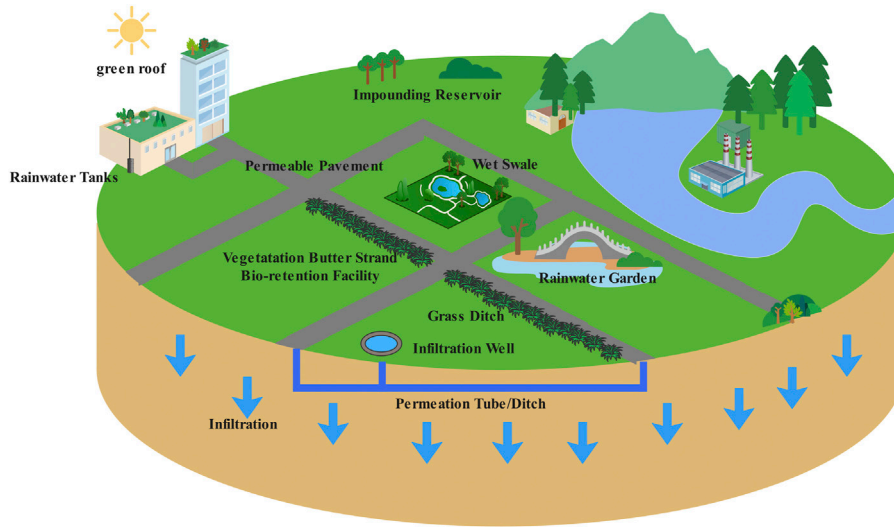 green roof
Impounding Reservoir
Rainwater Tanks
Permeable Pavement
Wet Swale
Vegetatation Butter Strand
Bio-retention Facility
Rainwater Garden
Grass Ditch
Infiltration Well
Permeation Tube/Ditch
Infiltration